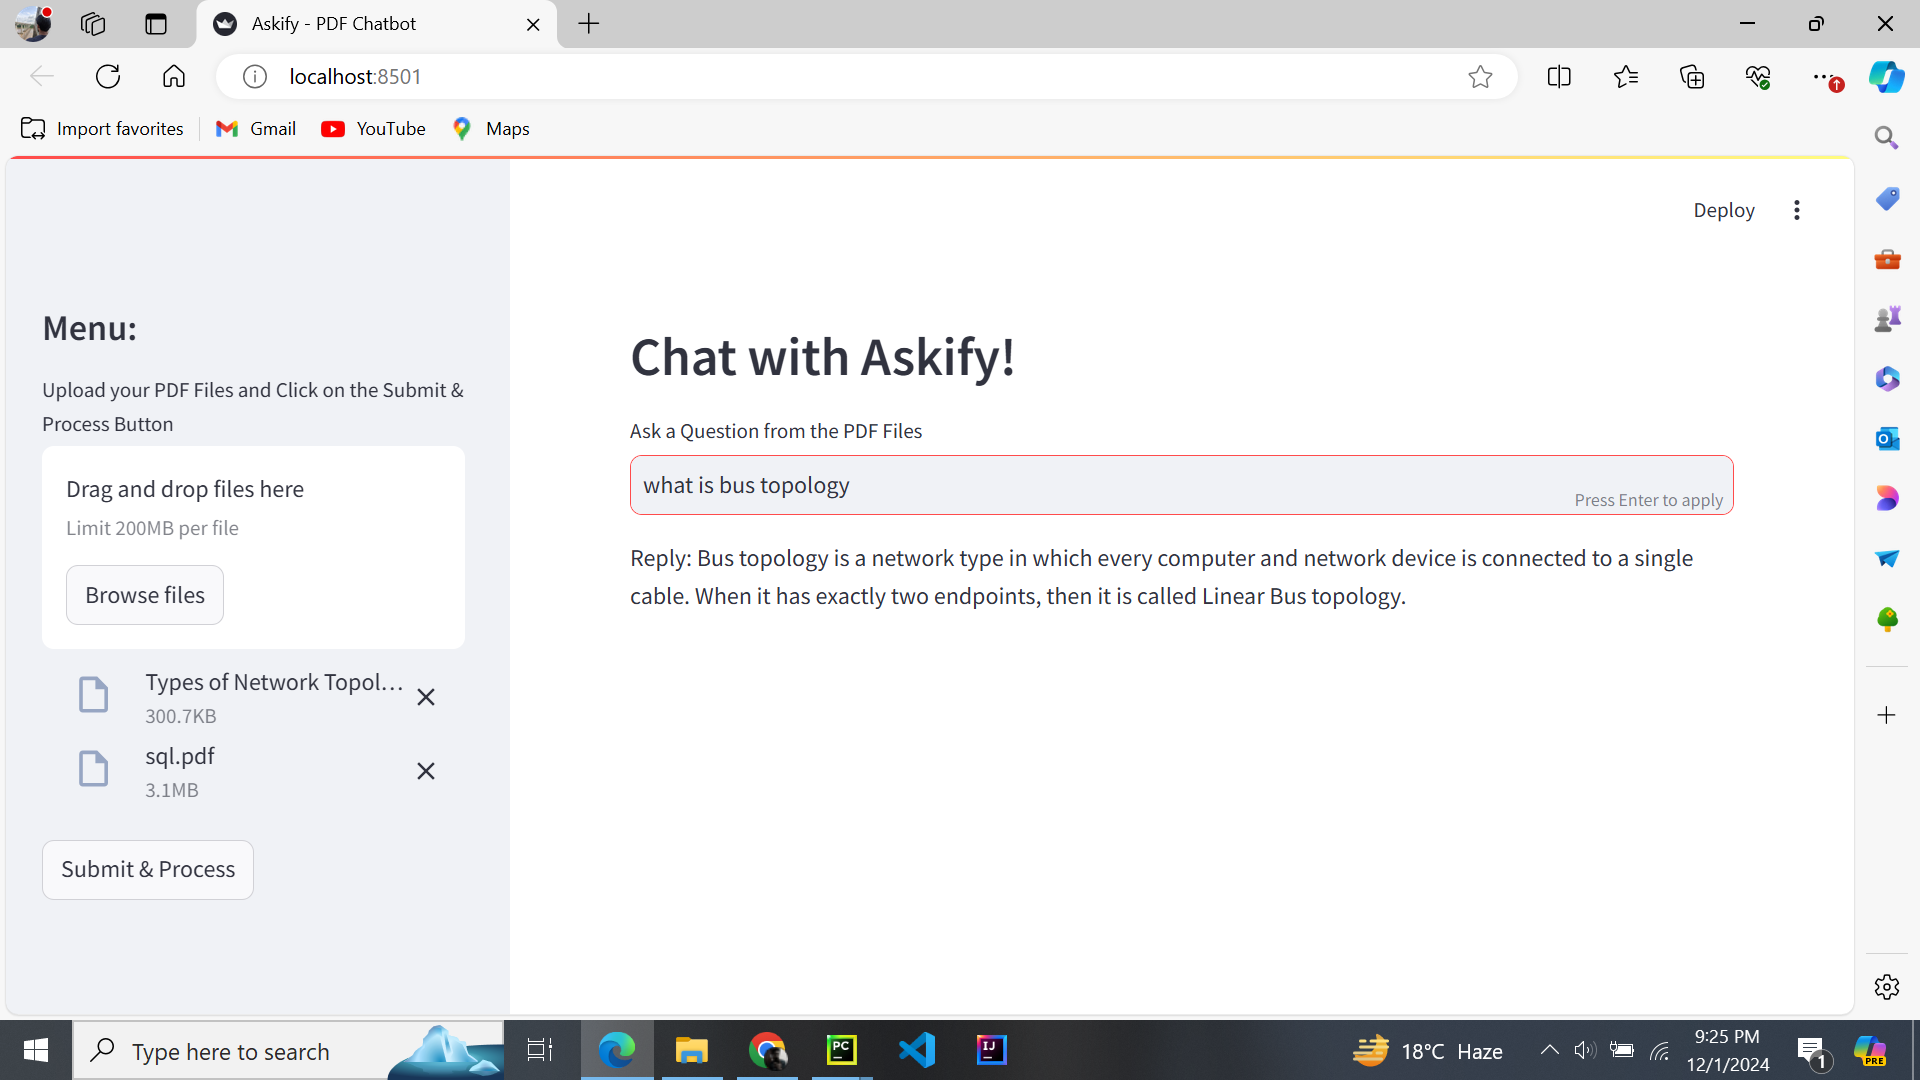 Askify - PDF Chatbot
localhost:8501
Import favorites
Gmail
YouTube
Maps
Deploy
Menu:
Upload your PDF Files and Click on the Submit &
Process Button
Drag and drop files here
Limit 200MB per file
Browse files
Types of Network Topol...
300.7KB
sql.pdf
3.1MB
Submit & Process
Chat with Askify!
Ask a Question from the PDF Files
what is bus topology
Press Enter to apply
Reply: Bus topology is a network type in which every computer and network device is connected to a single
cable. When it has exactly two endpoints, then it is called Linear Bus topology.
Type here to search
PC
IJ
18°C Haze
9:25 PM
12/1/2024
1
PRE